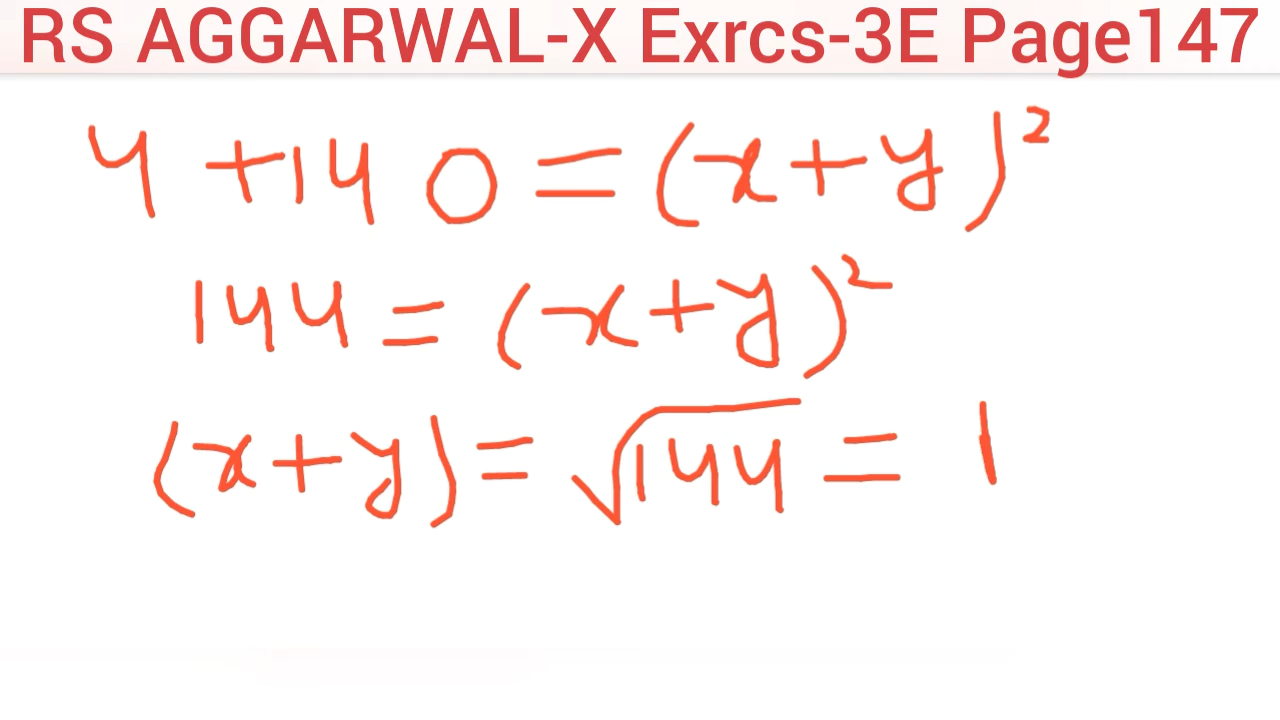 RS AGGARWAL-X Exrcs-3E Page147
4 +140 = (x+y)²
144 = (x+y)²
(x+y) = √144 = 1